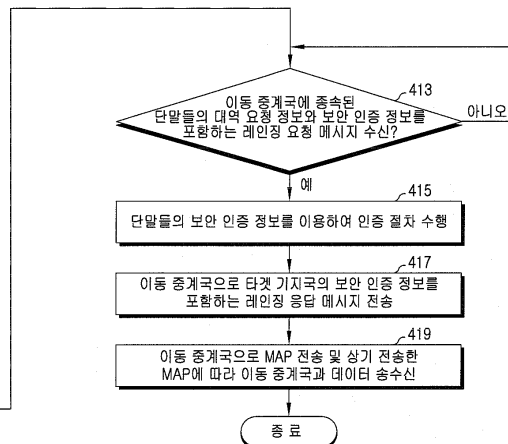 413
이동 중계국에 종속된
단말들의 대역 요청 정보와 보안 인증 정보를
포함하는 레인징 요청 메시지 수신?
아니오
예
415
단말들의 보안 인증 정보를 이용하여 인증 절차 수행
417
이동 중계국으로 타겟 기지국의 보안 인증 정보를
포함하는 레인징 응답 메시지 전송
419
이동 중계국으로 MAP 전송 및 상기 전송한
MAP에 따라 이동 중계국과 데이터 송수신
종 료